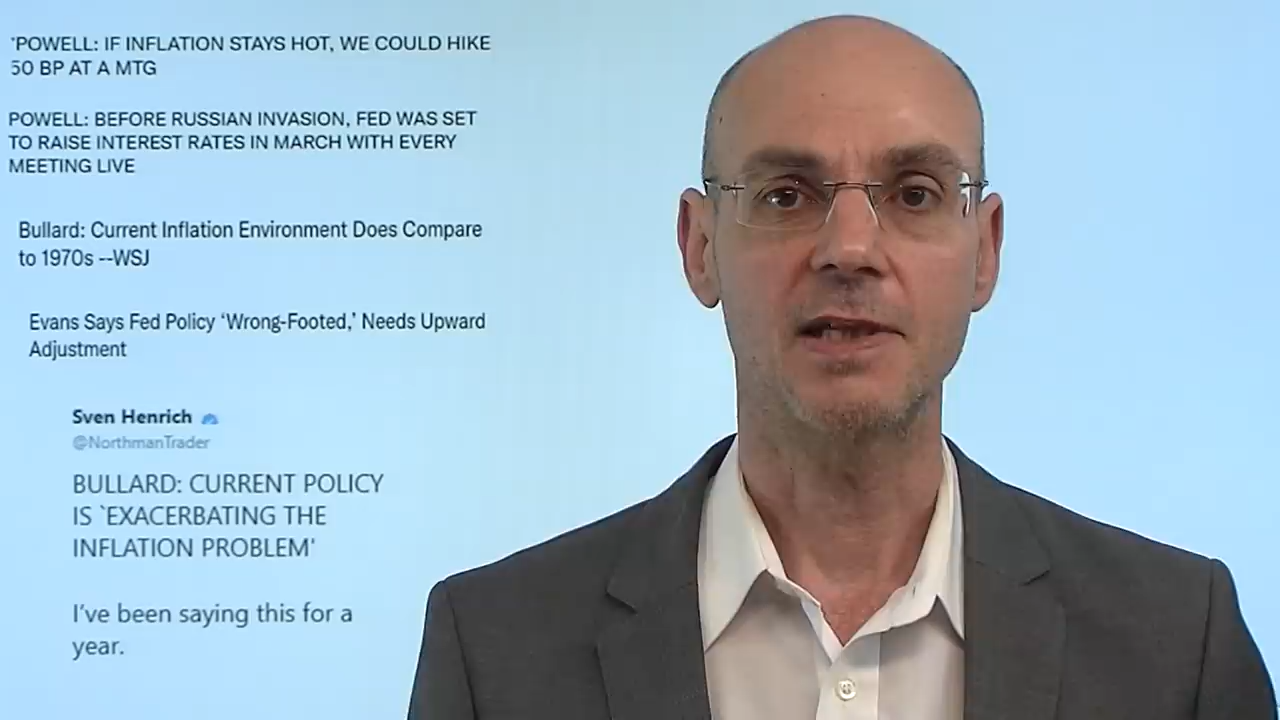 *POWELL: IF INFLATION STAYS HOT, WE COULD HIKE
50 BP AT A MTG
POWELL: BEFORE RUSSIAN INVASION, FED WAS SET
TO RAISE INTEREST RATES IN MARCH WITH EVERY
MEETING LIVE
Bullard: Current Inflation Environment Does Compare
to 1970s --WSJ
Evans Says Fed Policy ‘Wrong-Footed,’ Needs Upward
Adjustment
Sven Henrich
@NorthmanTrader
BULLARD: CURRENT POLICY
IS `EXACERBATING THE
INFLATION PROBLEM'
I’ve been saying this for a
year.